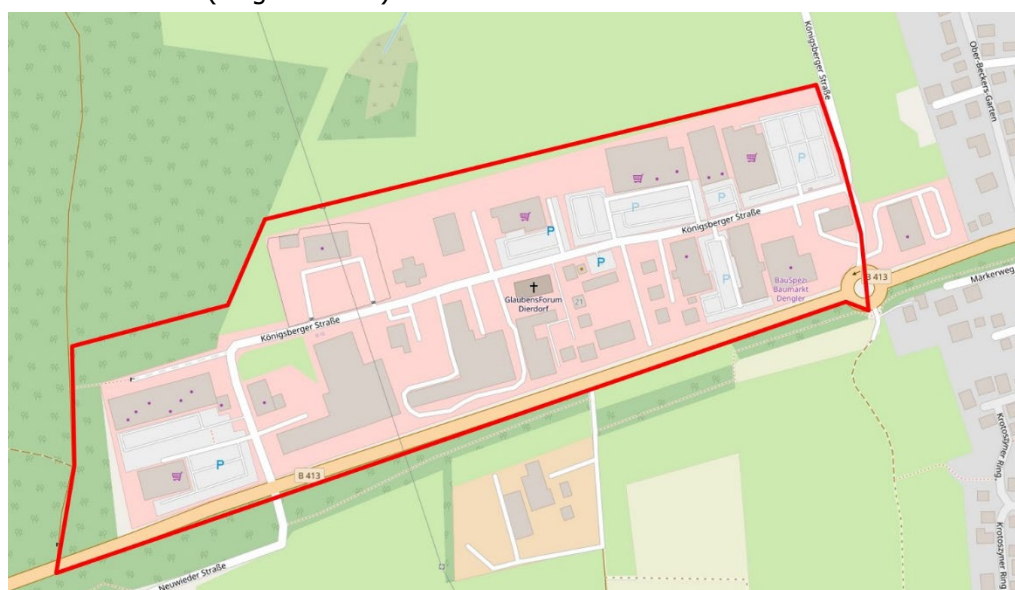 Königsberger
Straße
Ober-Beckers-Garten
P
P
P
Königsberger Straße
P
P
P
B 413
Märkerweg
BauSpezi
Baumarkt
Dengler
GlaubensForum
Dierdorf
21
Königsberger Straße
P
B 413
Krotoszyner Ring
Neuwieder Straße
Krotoszyner Ring